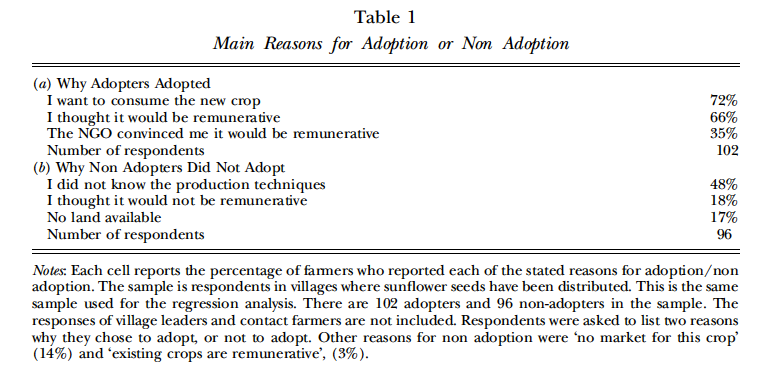 Table 1
Main Reasons for Adoption or Non Adoption
(a) Why Adopters Adopted
I want to consume the new crop 72%
I thought it would be remunerative 66%
The NGO convinced me it would be remunerative 35%
Number of respondents 102
(b) Why Non Adopters Did Not Adopt
I did not know the production techniques 48%
I thought it would not be remunerative 18%
No land available 17%
Number of respondents 96
Notes: Each cell reports the percentage of farmers who reported each of the stated reasons for adoption/non
adoption. The sample is respondents in villages where sunflower seeds have been distributed. This is the same
sample used for the regression analysis. There are 102 adopters and 96 non-adopters in the sample. The
responses of village leaders and contact farmers are not included. Respondents were asked to list two reasons
why they chose to adopt, or not to adopt. Other reasons for non adoption were ‘no market for this crop’
(14%) and ‘existing crops are remunerative’, (3%).